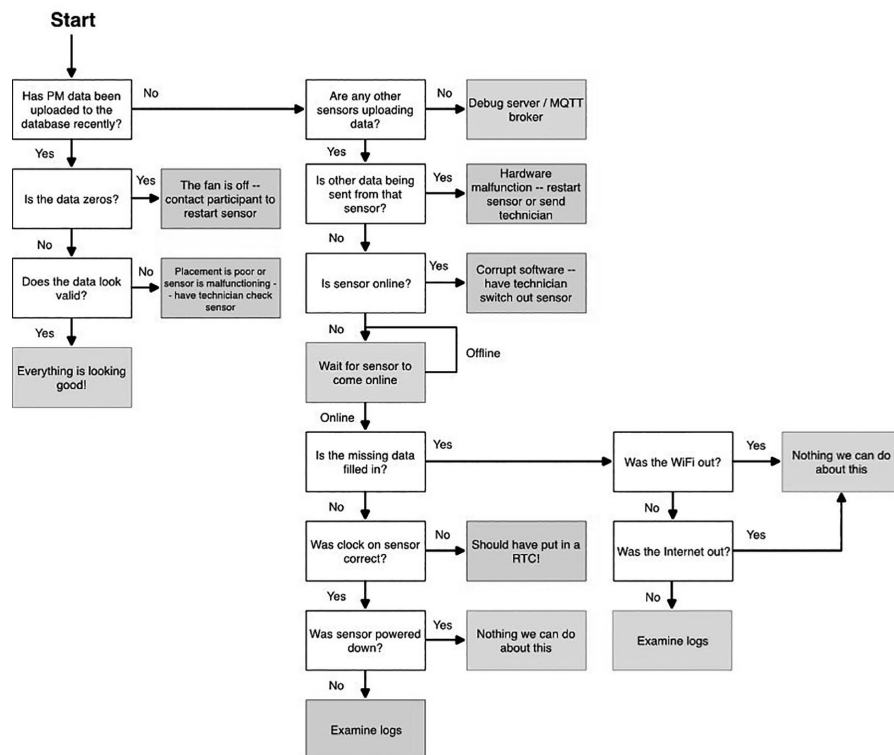 Start
Has PM data been
uploaded to the
database recently?
No
Are any other
sensors uploading
data?
No
Debug server / MQTT
broker
Yes
Yes
Is the data zeros?
Yes
The fan is off --
contact participant to
restart sensor
Is other data being
sent from that
sensor?
Yes
Hardware
malfunction -- restart
sensor or send
technician
No
No
Does the data look
valid?
No
Placement is poor or
sensor is malfunctioning -
- have technician check
sensor
Is sensor online?
Yes
Corrupt software --
have technician
switch out sensor
Yes
No
Everything is looking
good!
Wait for sensor to
come online
Offline
Online
Is the missing data
filled in?
Yes
Was the WiFi out?
Yes
Nothing we can do
about this
No
No
Was clock on sensor
correct?
No
Should have put in a
RTC!
Was the Internet out?
Yes
Yes
No
Was sensor powered
down?
Yes
Nothing we can do
about this
Examine logs
No
Examine logs